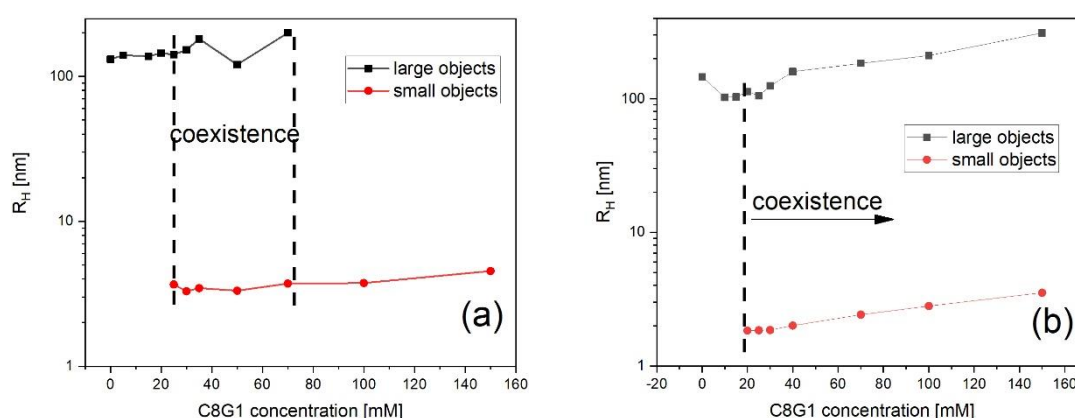 100
10
1
R_H [nm]
large objects
small objects
coexistence
(a)
0 20 40 60 80 100 120 140 160
C8G1 concentration [mM]
100
10
1
R_H [nm]
large objects
small objects
coexistence
(b)
-20 0 20 40 60 80 100 120 140 160
C8G1 concentration [mM]